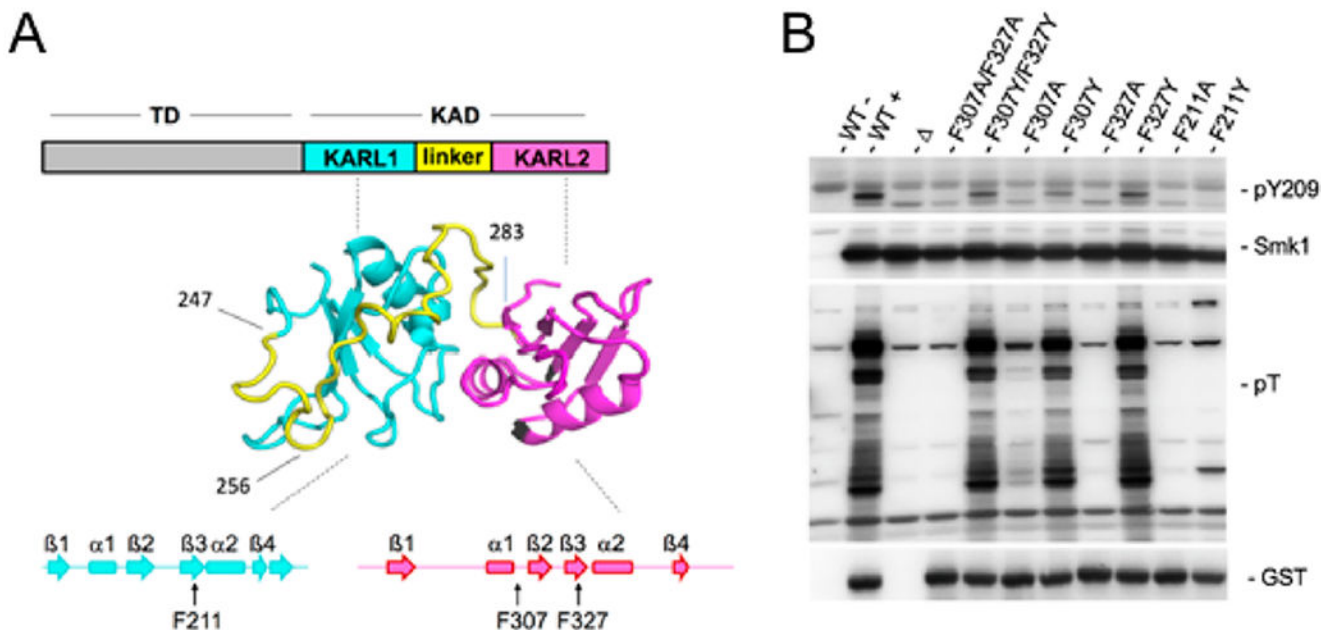 A
TD KAD
KARL1 linker KARL2
283
247
256
ß1 α1 ß2 ß3 α2 ß4
F211
ß1 α1 ß2 ß3 α2 ß4
F307 F327
B
- WT -
- WT +
- Δ
- F307A/F327A
- F307Y/F327Y
- F307A
- F307Y
- F327A
- F327Y
- F211A
- F211Y
- pY209
- Smk1
- pT
- GST